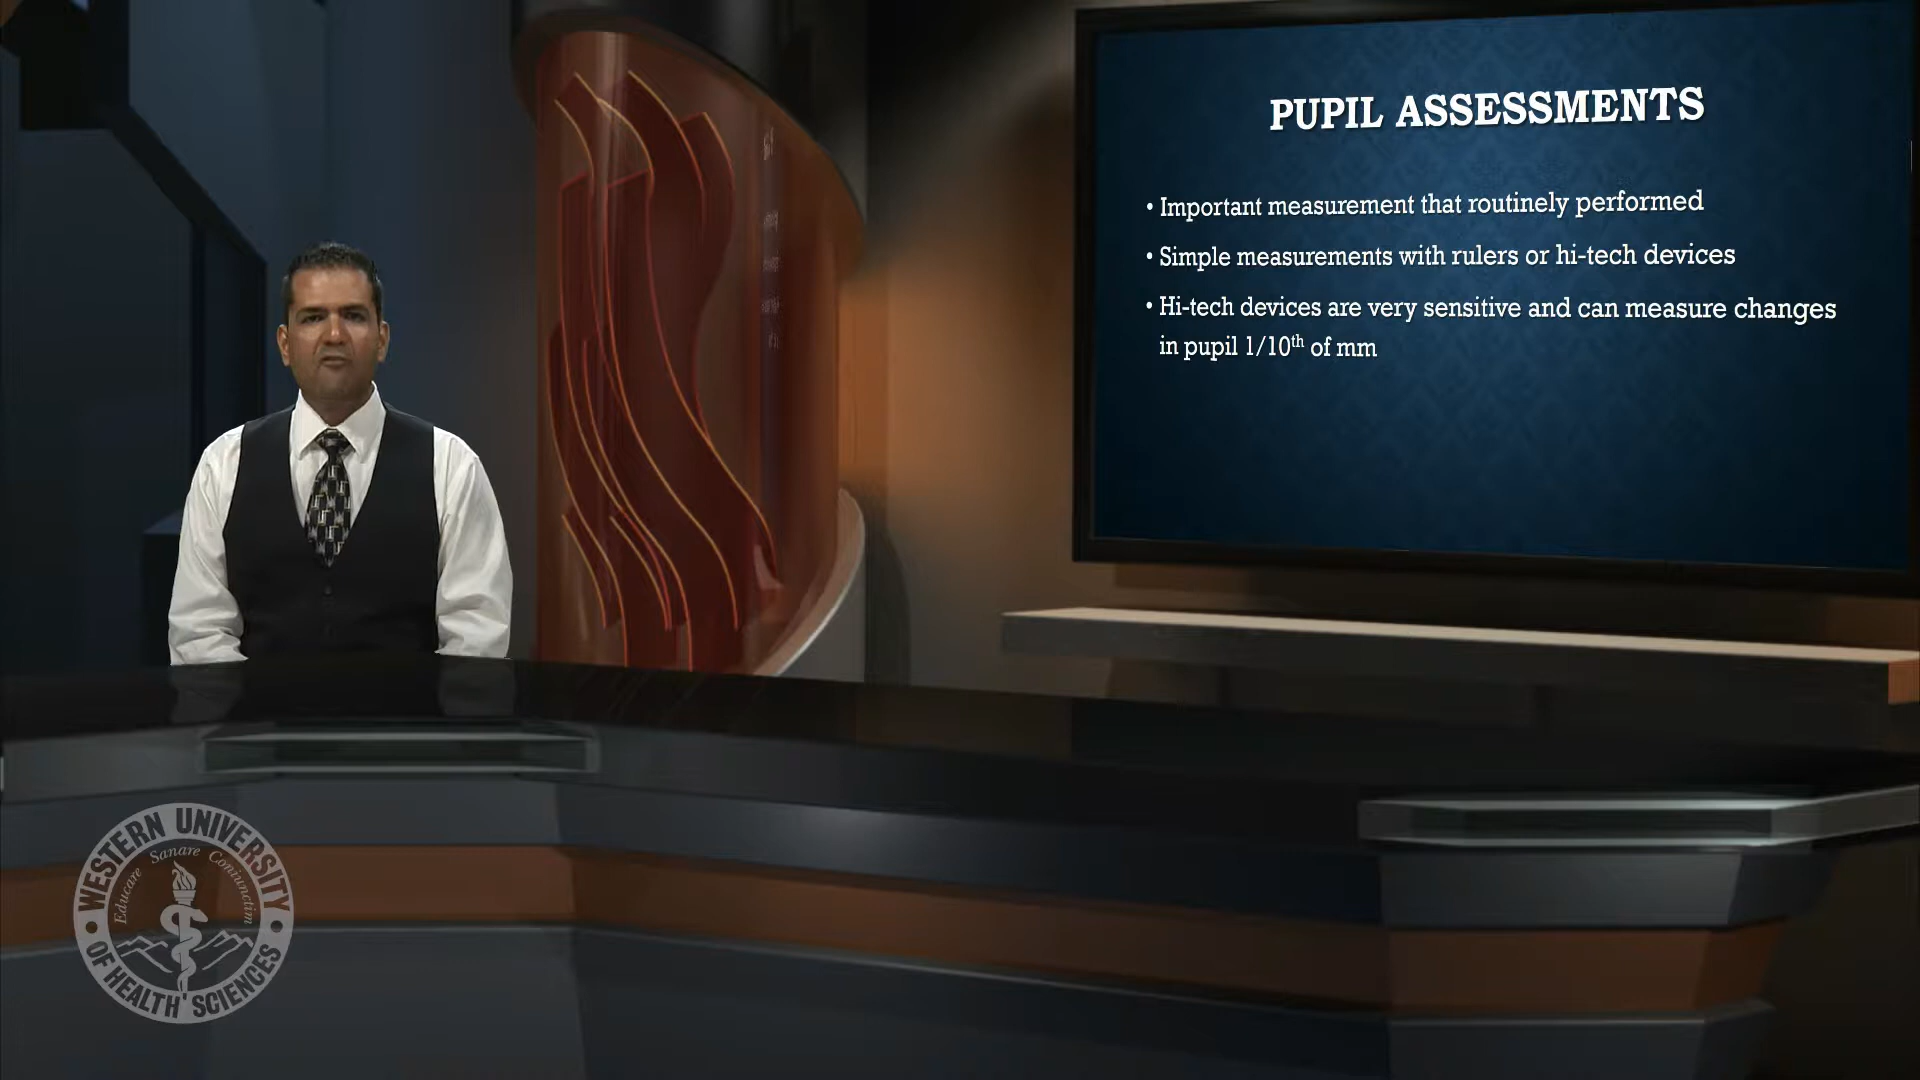 PUPIL ASSESSMENTS
• Important measurement that routinely performed
• Simple measurements with rulers or hi-tech devices
• Hi-tech devices are very sensitive and can measure changes
in pupil 1/10th of mm
WESTERN UNIVERSITY
Educare Sanare Coniunctim
OF HEALTH SCIENCES